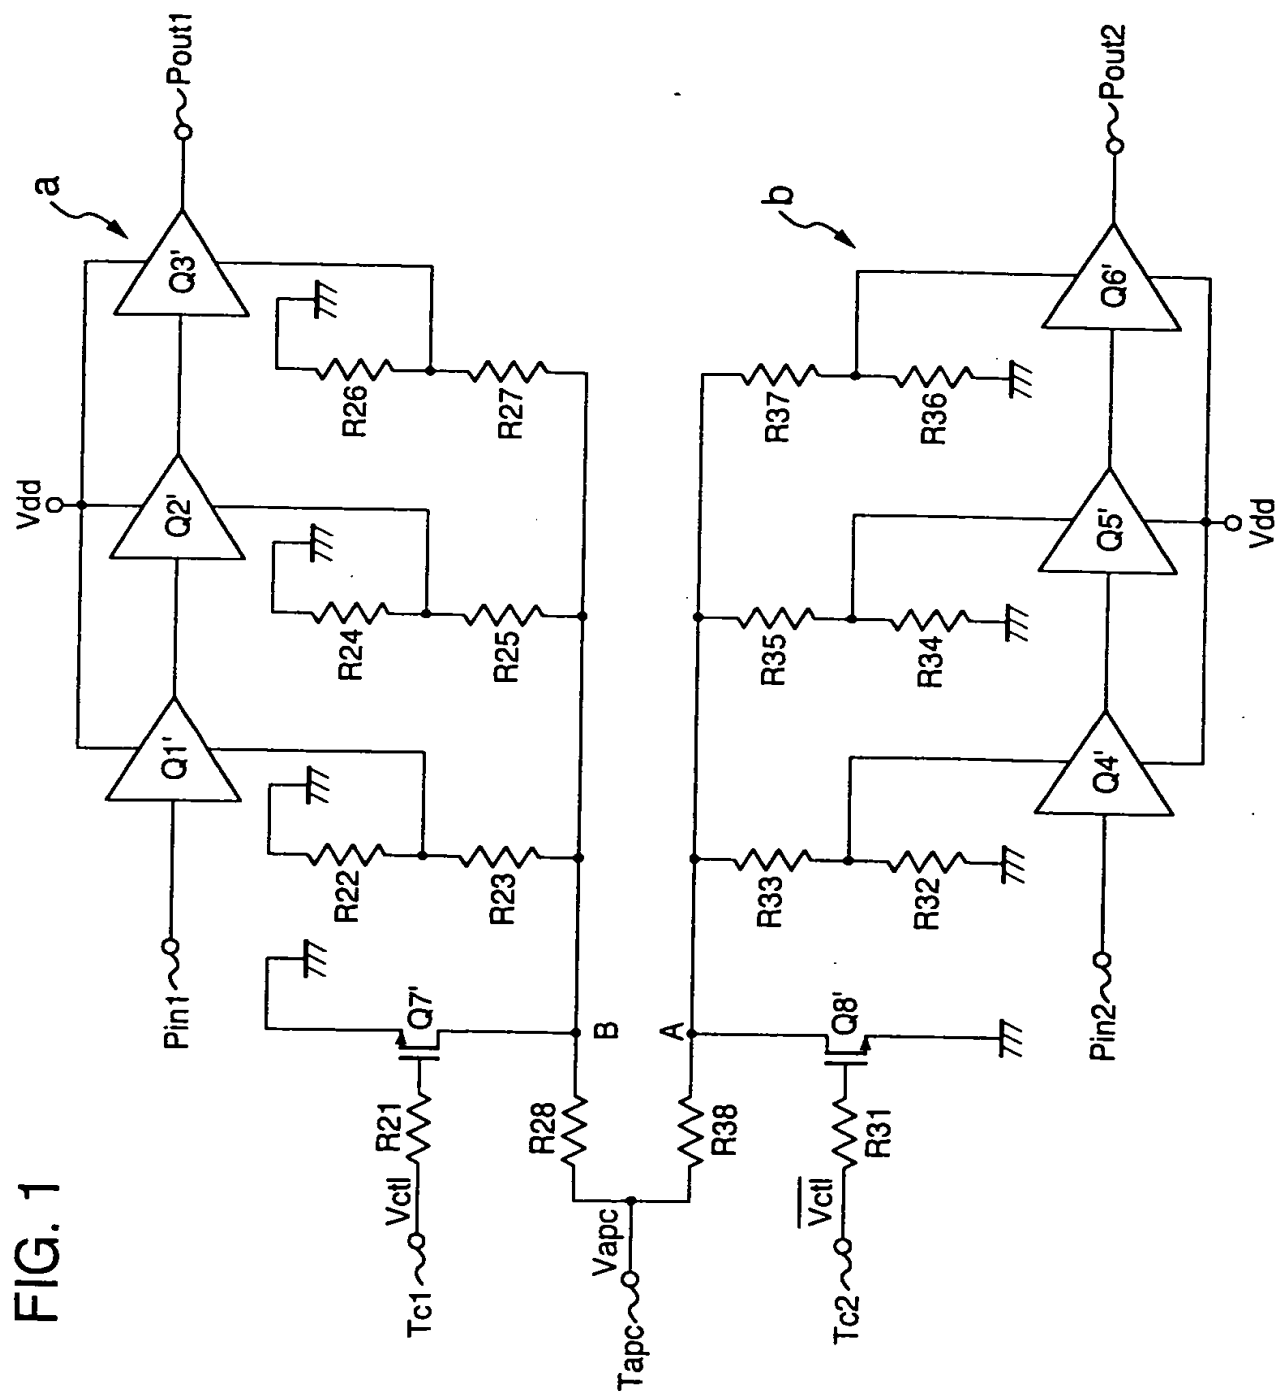 FIG. 1
a
Vdd
Pin1
Q1'
Q2'
Q3'
Pout1
R22
R24
R26
R23
R25
R27
Q7'
R21
Vctl
Tc1
B
R28
Vapc
Tapc
A
R38
b
R33
R35
R37
R32
R34
R36
Q8'
R31
Vctl
Tc2
Pin2
Q4'
Q5'
Q6'
Pout2
Vdd